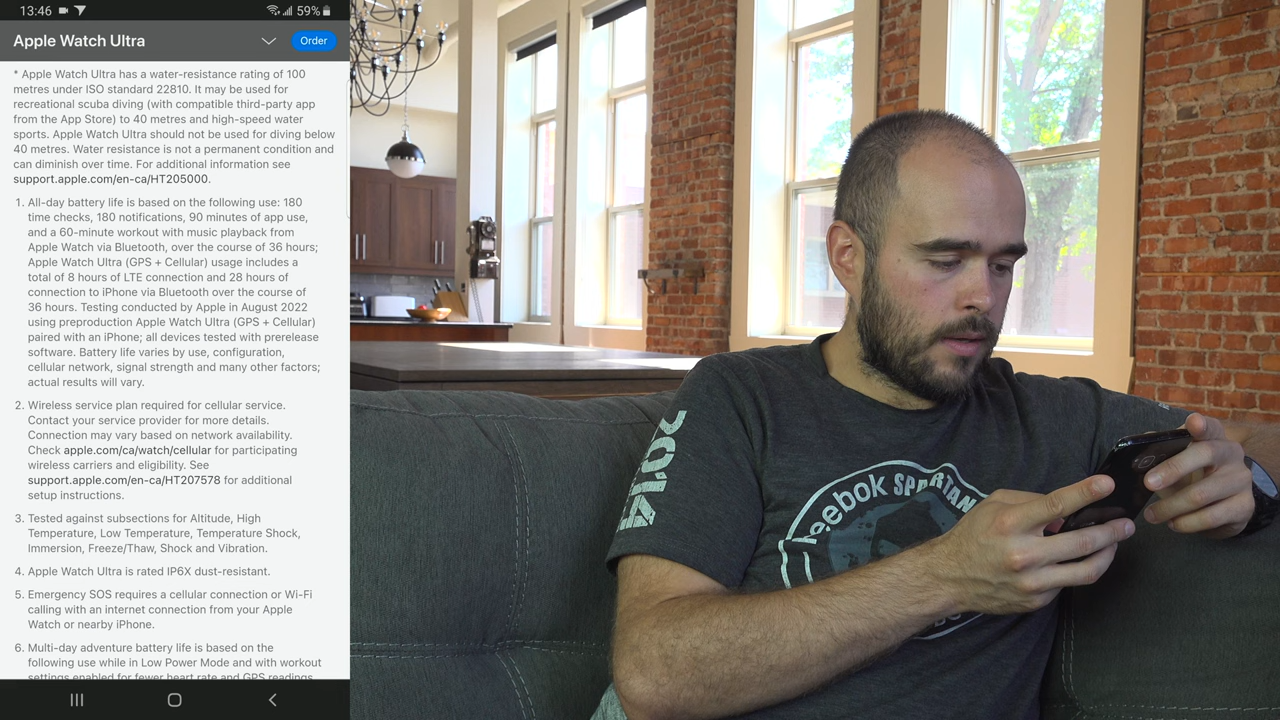 13:46 59%
Apple Watch Ultra
Order
* Apple Watch Ultra has a water-resistance rating of 100
metres under ISO standard 22810. It may be used for
recreational scuba diving (with compatible third-party app
from the App Store) to 40 metres and high-speed water
sports. Apple Watch Ultra should not be used for diving below
40 metres. Water resistance is not a permanent condition and
can diminish over time. For additional information see
support.apple.com/en-ca/HT205000.
1. All-day battery life is based on the following use: 180
time checks, 180 notifications, 90 minutes of app use,
and a 60-minute workout with music playback from
Apple Watch via Bluetooth, over the course of 36 hours;
Apple Watch Ultra (GPS + Cellular) usage includes a
total of 8 hours of LTE connection and 28 hours of
connection to iPhone via Bluetooth over the course of
36 hours. Testing conducted by Apple in August 2022
using preproduction Apple Watch Ultra (GPS + Cellular)
paired with an iPhone; all devices tested with prerelease
software. Battery life varies by use, configuration,
cellular network, signal strength and many other factors;
actual results will vary.
2. Wireless service plan required for cellular service.
Contact your service provider for more details.
Connection may vary based on network availability.
Check apple.com/ca/watch/cellular for participating
wireless carriers and eligibility. See
support.apple.com/en-ca/HT207578 for additional
setup instructions.
3. Tested against subsections for Altitude, High
Temperature, Low Temperature, Temperature Shock,
Immersion, Freeze/Thaw, Shock and Vibration.
4. Apple Watch Ultra is rated IP6X dust-resistant.
5. Emergency SOS requires a cellular connection or Wi-Fi
calling with an internet connection from your Apple
Watch or nearby iPhone.
6. Multi-day adventure battery life is based on the
following use while in Low Power Mode and with workout
settings enabled for fewer heart rate and GPS readings
2014
Reebok SPARTAN